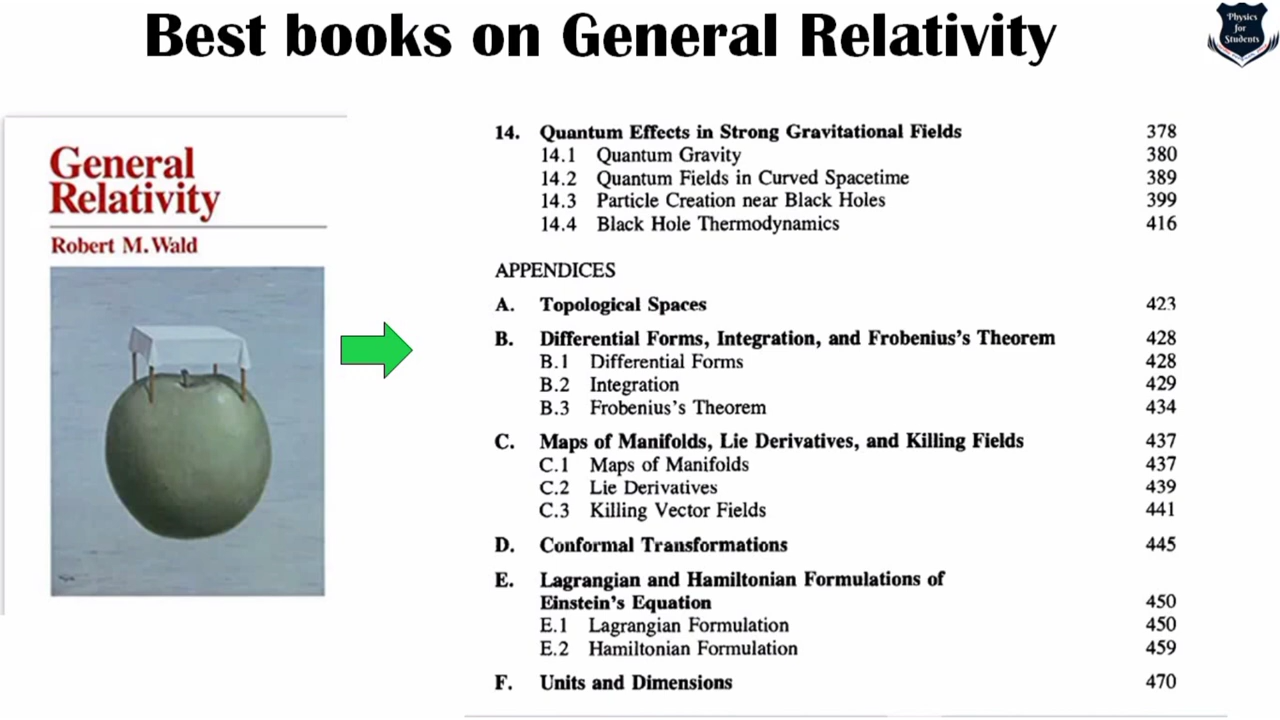 Best books on General Relativity
Physics
for
Students
General
Relativity
Robert M. Wald
14. Quantum Effects in Strong Gravitational Fields 378
14.1 Quantum Gravity 380
14.2 Quantum Fields in Curved Spacetime 389
14.3 Particle Creation near Black Holes 399
14.4 Black Hole Thermodynamics 416
APPENDICES
A. Topological Spaces 423
B. Differential Forms, Integration, and Frobenius's Theorem 428
B.1 Differential Forms 428
B.2 Integration 429
B.3 Frobenius's Theorem 434
C. Maps of Manifolds, Lie Derivatives, and Killing Fields 437
C.1 Maps of Manifolds 437
C.2 Lie Derivatives 439
C.3 Killing Vector Fields 441
D. Conformal Transformations 445
E. Lagrangian and Hamiltonian Formulations of
Einstein's Equation 450
E.1 Lagrangian Formulation 450
E.2 Hamiltonian Formulation 459
F. Units and Dimensions 470